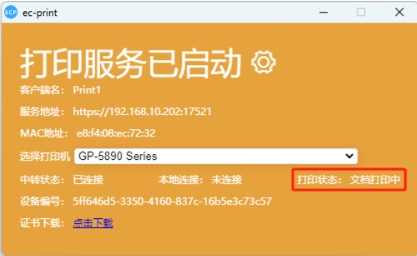 ECP ec-print
打印服务已启动
客户端名： Print1
服务地址： https://192.168.10.202:17521
MAC地址： e8:f4:08:ec:72:32
选择打印机 GP-5890 Series
中转状态： 已连接 本地连接： 未连接 打印状态： 文档打印中
设备编号： 5ff646d5-3350-4160-837c-16b5e3c73c57
证书下载： 点击下载